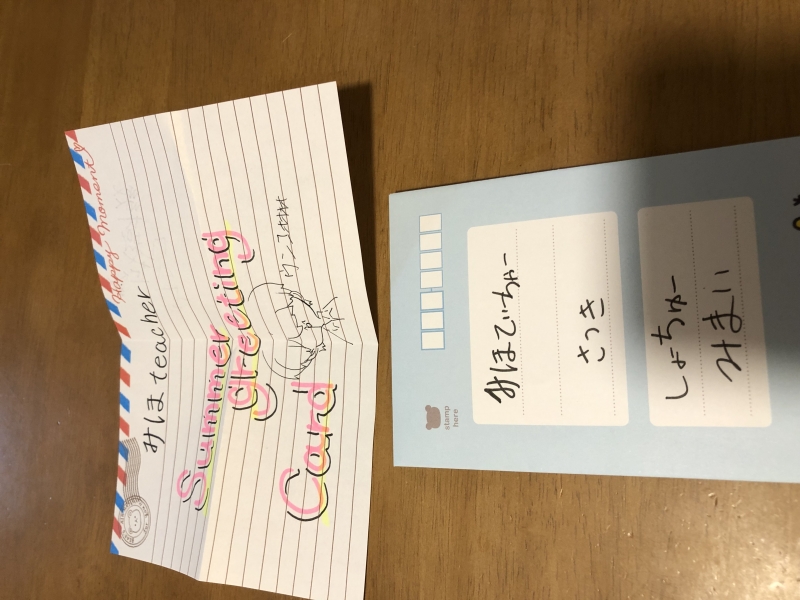 Happy Moment
みほ teacher
Summer
greeting
Card
stamp
here
みほてぃちゃー
さつき
しょちゅー
みまい